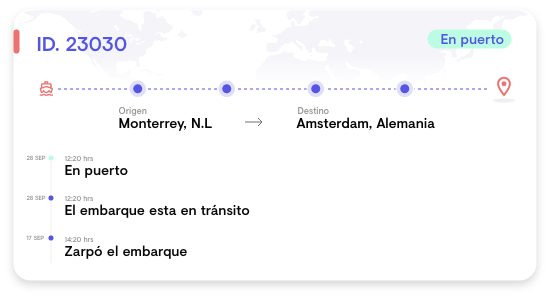 ID. 23030
En puerto
Origen
Monterrey, N.L
Destino
Amsterdam, Alemania
28 SEP
12:20 hrs
En puerto
28 SEP
12:20 hrs
El embarque esta en tránsito
17 SEP
14:20 hrs
Zarpó el embarque